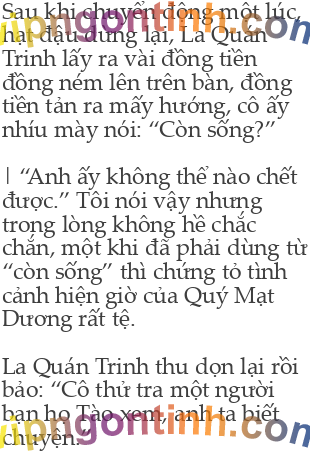 Sau khi chuyển động một lúc,
hạt đậu dừng lại, La Quán
Trinh lấy ra vài đồng tiền
đồng ném lên trên bàn, đồng
tiền tản ra mấy hướng, cô ấy
nhíu mày nói: “Còn sống?”
| “Anh ấy không thể nào chết
được.” Tôi nói vậy nhưng
trong lòng không hề chắc
chắn, một khi đã phải dùng từ
“còn sống” thì chứng tỏ tình
cảnh hiện giờ của Quý Mạt
Dương rất tệ.
La Quán Trinh thu dọn lại rồi
bảo: “Cô thử tra một người
bạn họ Tào xem, anh ta biết
chuyện.”
vipngontinh.com
vipngontinh.com